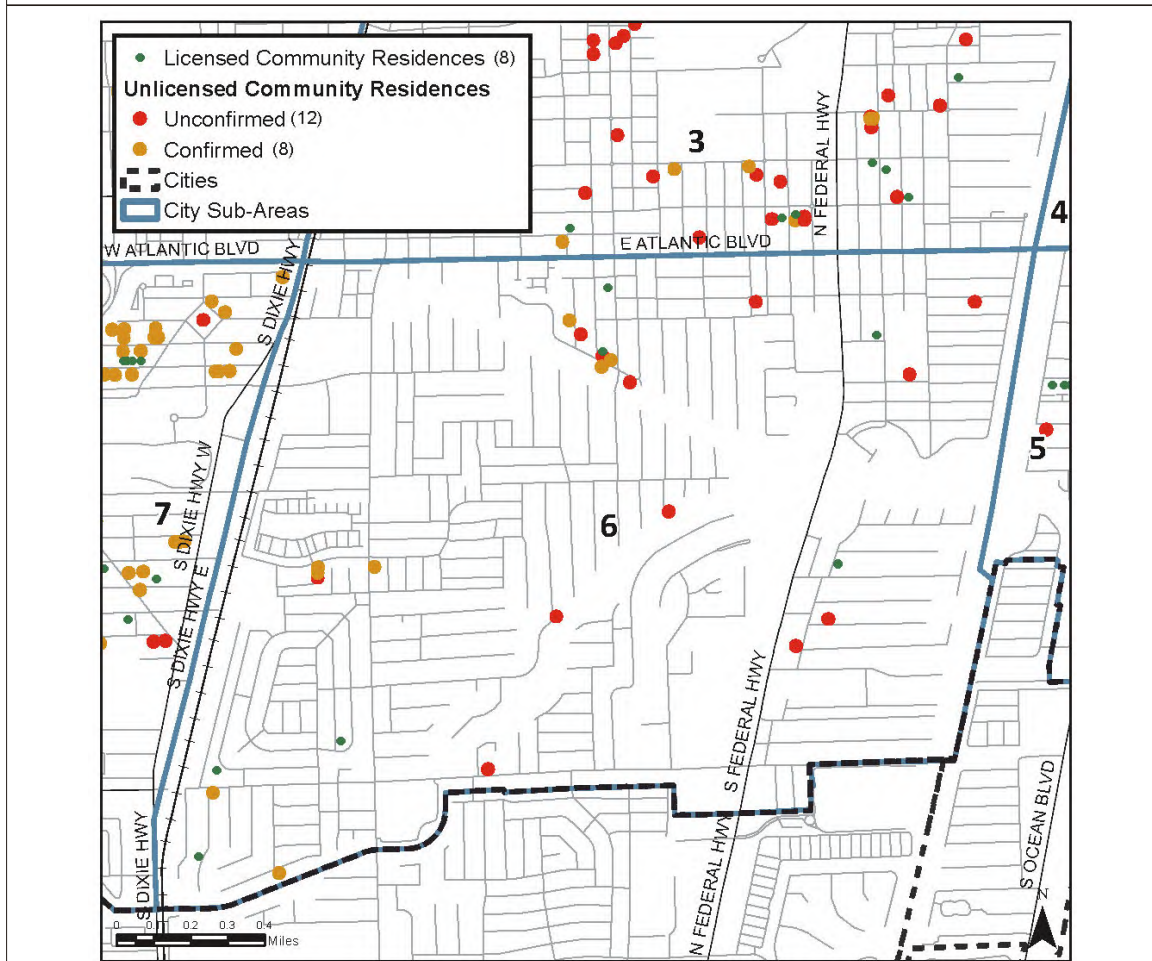 Licensed Community Residences (8)
Unlicensed Community Residences
Unconfirmed (12)
Confirmed (8)
Cities
City Sub-Areas
3
N FEDERAL HWY
4
W ATLANTIC BLVD
E ATLANTIC BLVD
S DIXIE HWY
5
7
S DIXIE HWY W
6
S DIXIE HWY E
S FEDERAL HWY
S OCEAN BLVD
S DIXIE HWY
N FEDERAL HWY
N
0 0.1 0.2 0.3 0.4
Miles